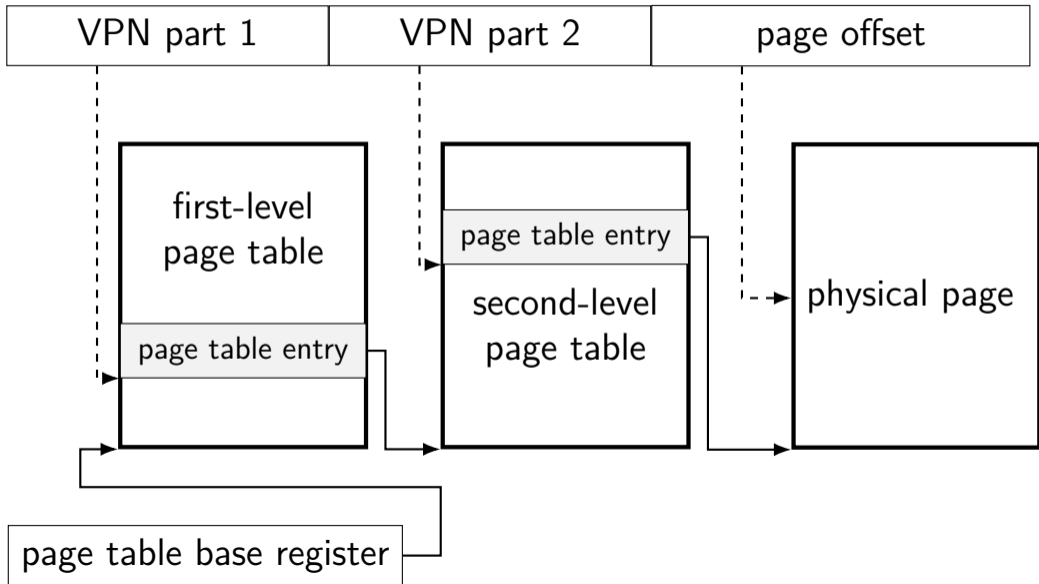 VPN part 1
VPN part 2
page offset
first-level
page table
page table entry
page table entry
second-level
page table
physical page
page table base register